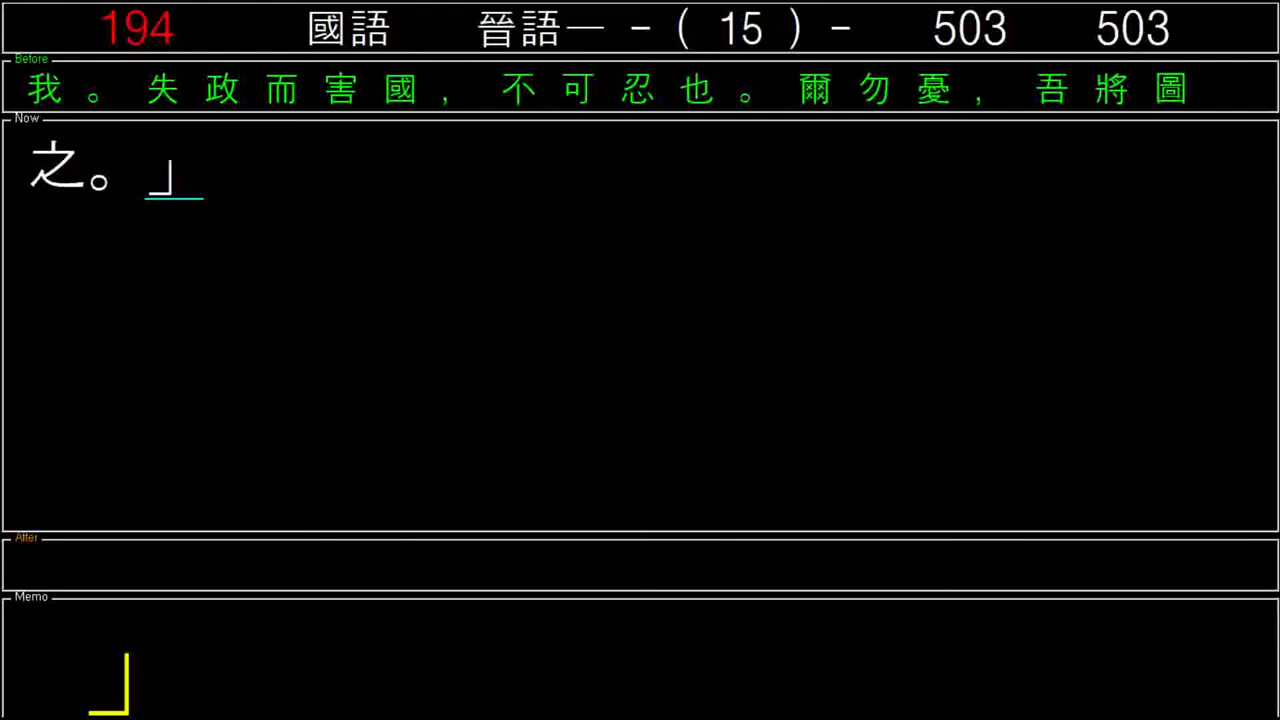 194 國語 晉語一 - ( 15 ) - 503 503
Before
我。失政而害國，不可忍也。爾勿憂，吾將圖
Now
之。」
After
Memo
」